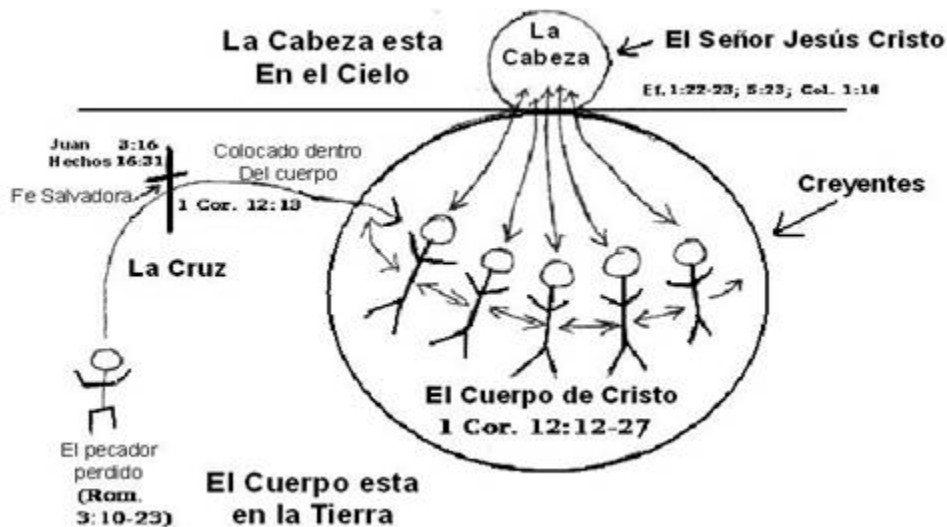 La Cabeza esta
En el Cielo
La
Cabeza
El Señor Jesús Cristo
Ef. 1:22-23; 5:23; Col. 1:18
Juan 3:16
Hechos 16:31
Fe Salvadora
Colocado dentro
Del cuerpo
1 Cor. 12:13
La Cruz
Creyentes
El Cuerpo de Cristo
1 Cor. 12:12-27
El pecador
perdido
(Rom.
3:10-23)
El Cuerpo esta
en la Tierra